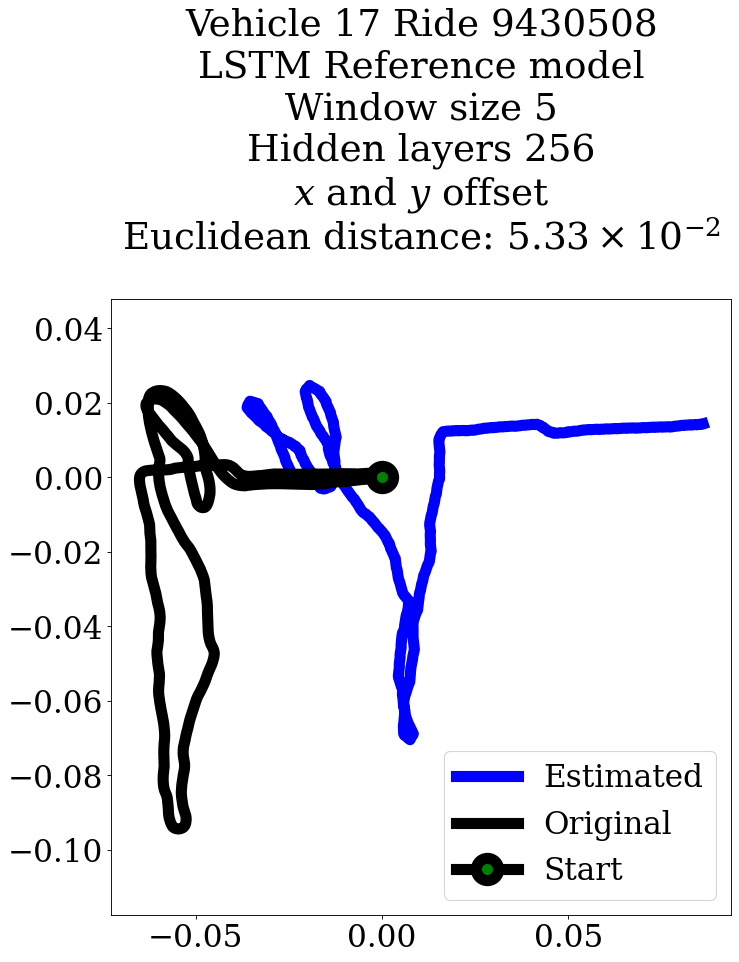 Vehicle 17 Ride 9430508
LSTM Reference model
Window size 5
Hidden layers 256
x and y offset
Euclidean distance: 5.33 × 10⁻²
0.04
0.02
0.00
−0.02
−0.04
−0.06
−0.08
−0.10
Estimated
Original
Start
−0.05 0.00 0.05